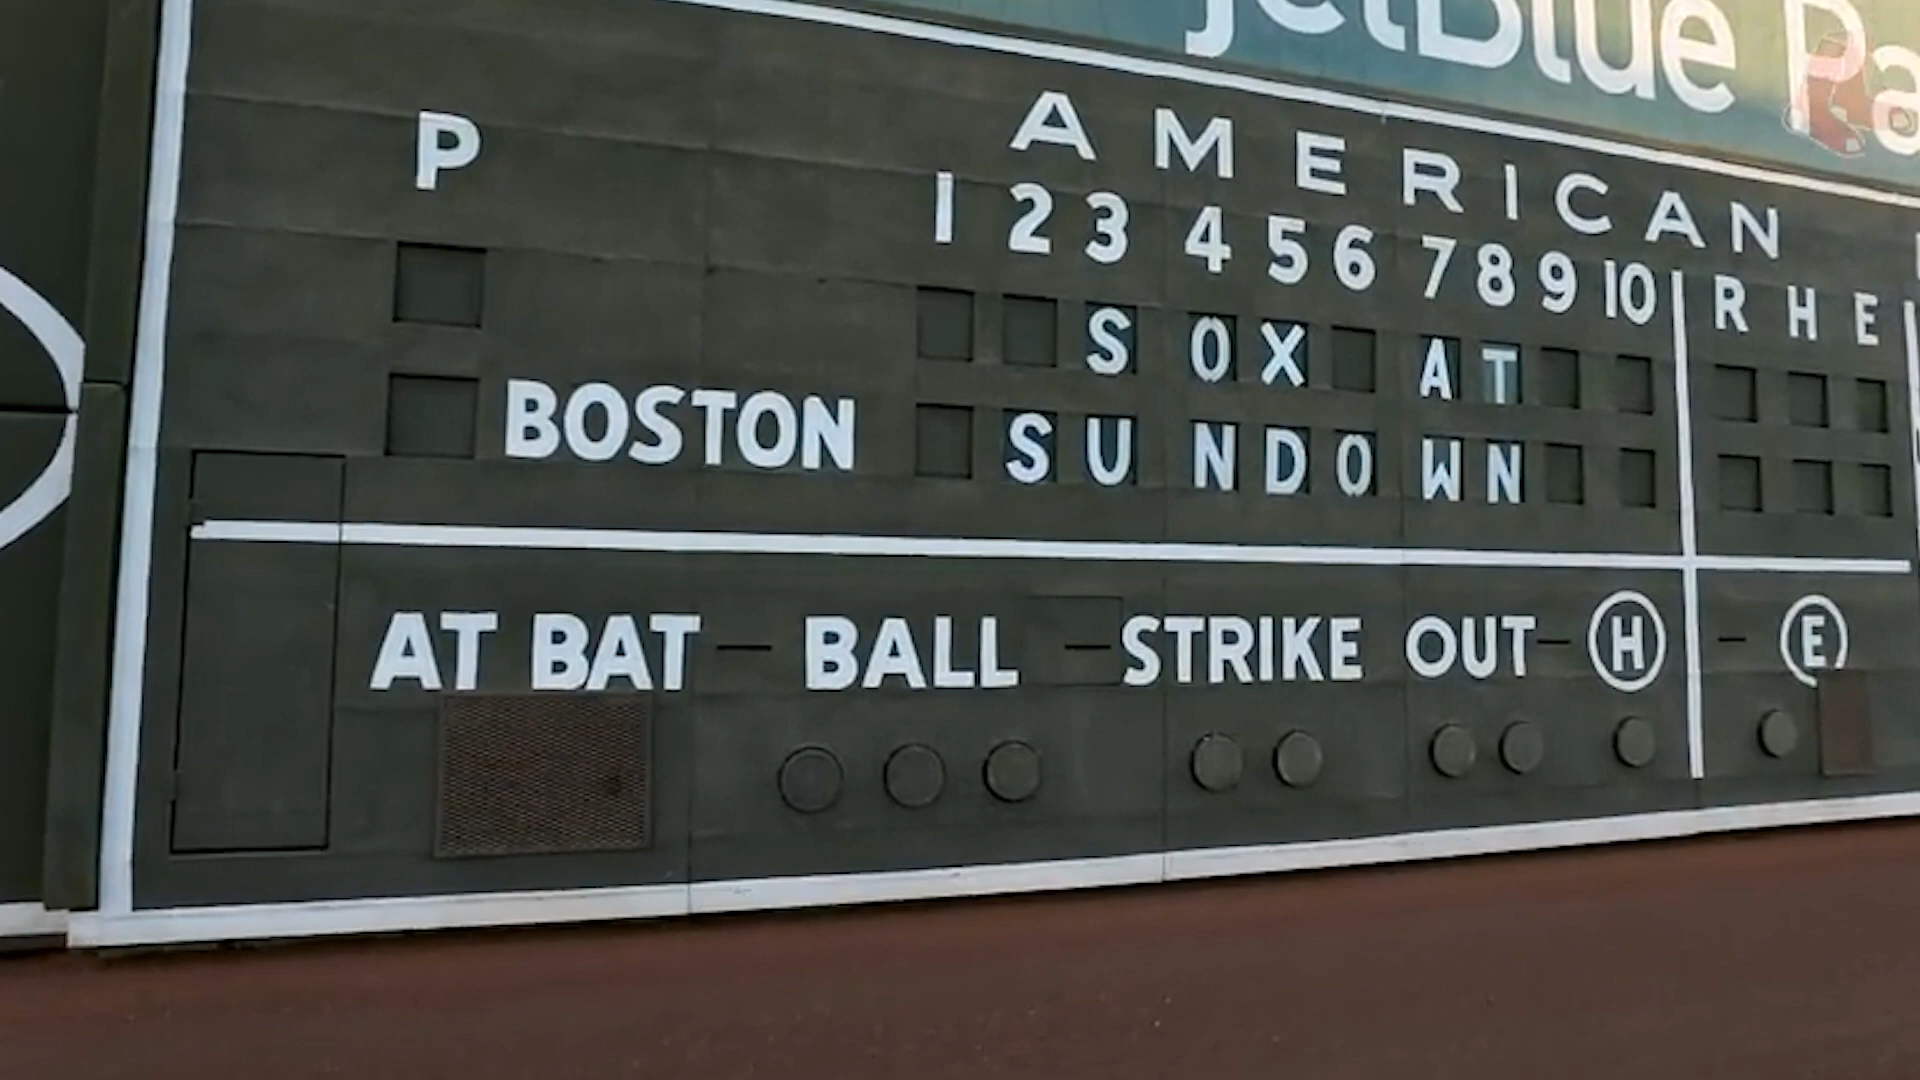 jetBlue Pa
AMERICAN
P 1 2 3 4 5 6 7 8 9 10 R H E
SOX AT
BOSTON SUNDOWN
AT BAT - BALL - STRIKE OUT - H - E